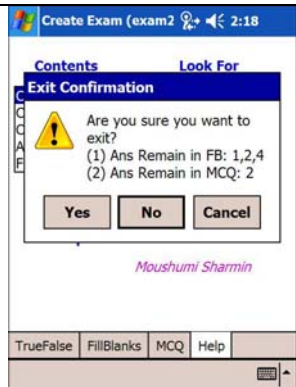 Create Exam (exam2 2:18
Contents Look For
Exit Confirmation
Are you sure you want to
exit?
(1) Ans Remain in FB: 1,2,4
(2) Ans Remain in MCQ: 2
Yes No Cancel
Moushumi Sharmin
TrueFalse FillBlanks MCQ Help